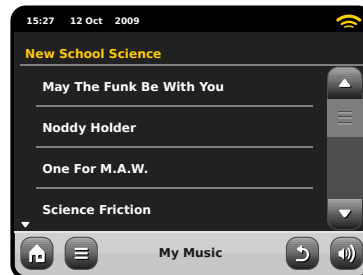 15:27 12 Oct 2009
New School Science
May The Funk Be With You
Noddy Holder
One For M.A.W.
Science Friction
My Music